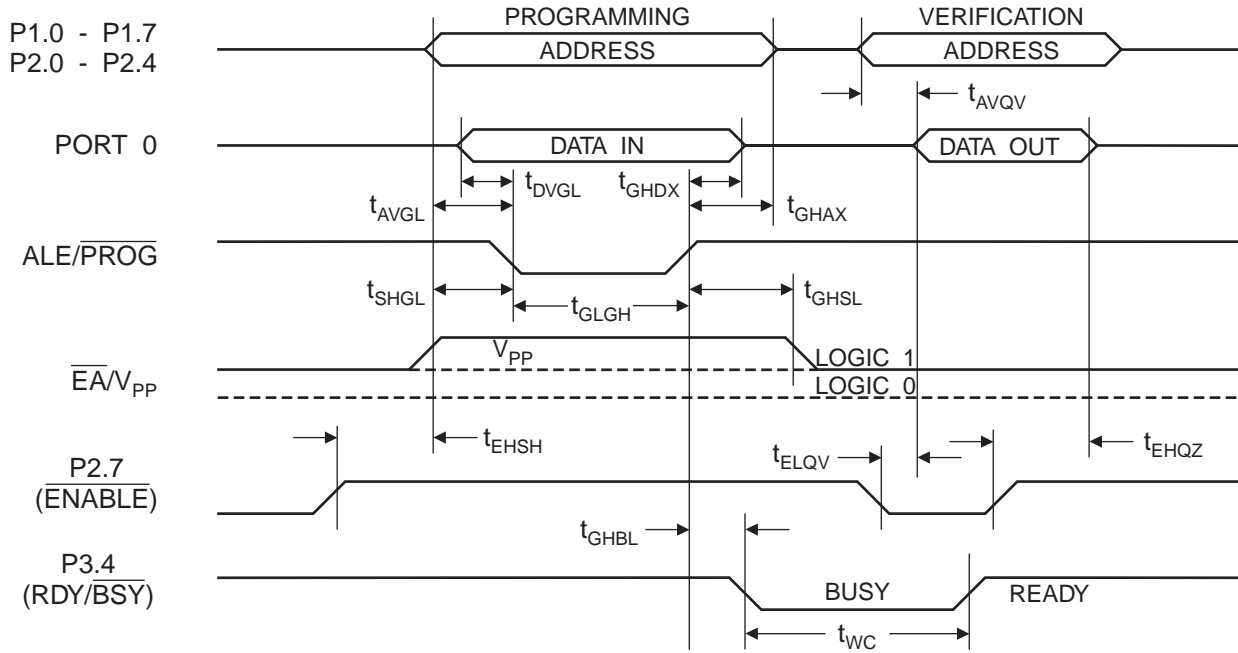 PROGRAMMING VERIFICATION
P1.0 - P1.7
P2.0 - P2.4
ADDRESS ADDRESS
tAVQV
PORT 0 DATA IN DATA OUT
tDVGL tGHDX
tAVGL tGHAX
ALE/PROG
tSHGL tGLGH tGHSL
EA/VPP VPP LOGIC 1
LOGIC 0
tEHSH tELQV tEHQZ
P2.7
(ENABLE)
tGHBL
P3.4
(RDY/BSY) BUSY READY
tWC